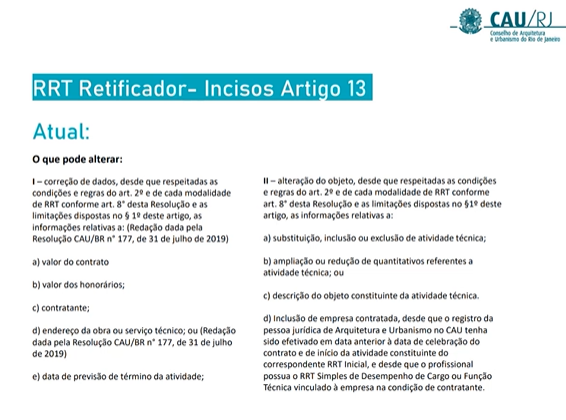 CAU/RJ
Conselho de Arquitetura
e Urbanismo do Rio de Janeiro
RRT Retificador- Incisos Artigo 13
Atual:
O que pode alterar:
I – correção de dados, desde que respeitadas as
condições e regras do art. 2º e de cada modalidade
de RRT conforme art. 8° desta Resolução e as
limitações dispostas no § 1º deste artigo, as
informações relativas a: (Redação dada pela
Resolução CAU/BR n° 177, de 31 de julho de 2019)
a) valor do contrato
b) valor dos honorários;
c) contratante;
d) endereço da obra ou serviço técnico; ou (Redação
dada pela Resolução CAU/BR n° 177, de 31 de julho
de 2019)
e) data de previsão de término da atividade;
II – alteração do objeto, desde que respeitadas as condições
e regras do art. 2º e de cada modalidade de RRT conforme
art. 8° desta Resolução e as limitações dispostas no §1º deste
artigo, as informações relativas a:
a) substituição, inclusão ou exclusão de atividade técnica;
b) ampliação ou redução de quantitativos referentes a
atividade técnica; ou
c) descrição do objeto constituinte da atividade técnica.
d) Inclusão de empresa contratada, desde que o registro da
pessoa jurídica de Arquitetura e Urbanismo no CAU tenha
sido efetivado em data anterior à data de celebração do
contrato e de início da atividade constituinte do
correspondente RRT Inicial, e desde que o profissional
possua o RRT Simples de Desempenho de Cargo ou Função
Técnica vinculado à empresa na condição de contratante.